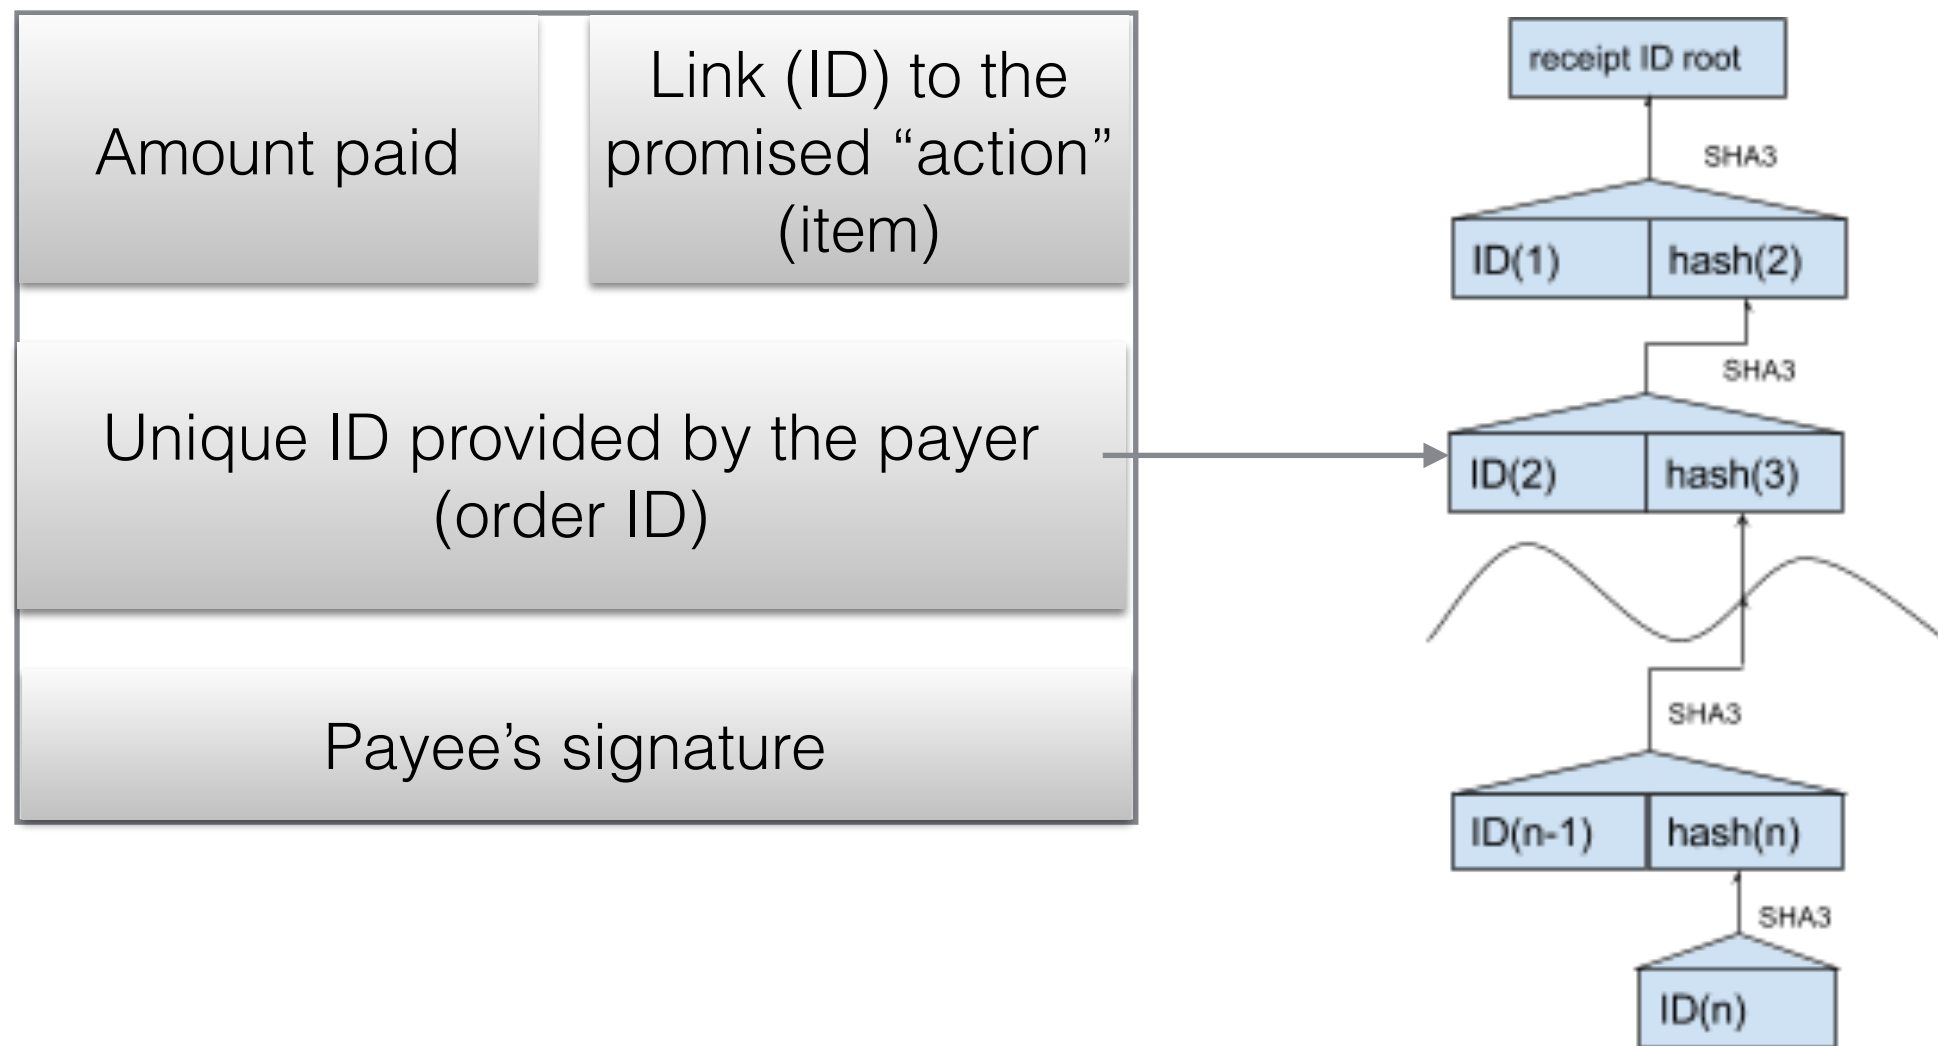 Amount paid
Link (ID) to the
promised “action”
(item)
Unique ID provided by the payer
(order ID)
Payee’s signature
receipt ID root
SHA3
ID(1)
hash(2)
SHA3
ID(2)
hash(3)
SHA3
ID(n-1)
hash(n)
SHA3
ID(n)